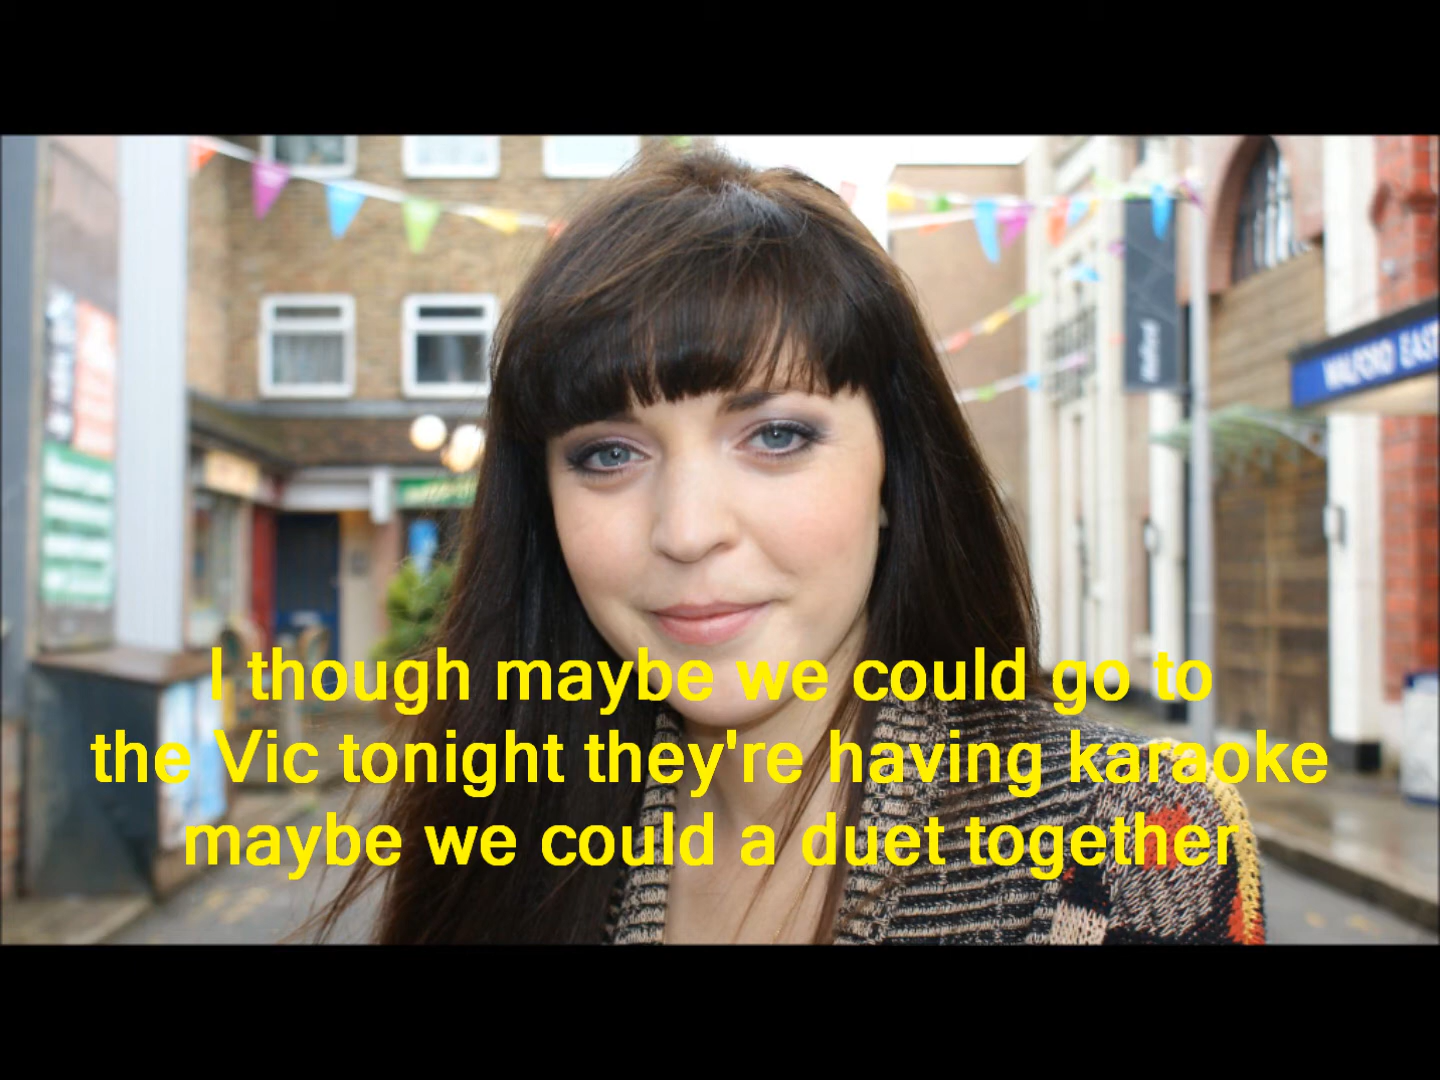 WALFORD EAST
I though maybe we could go to
the Vic tonight they're having karaoke
maybe we could a duet together